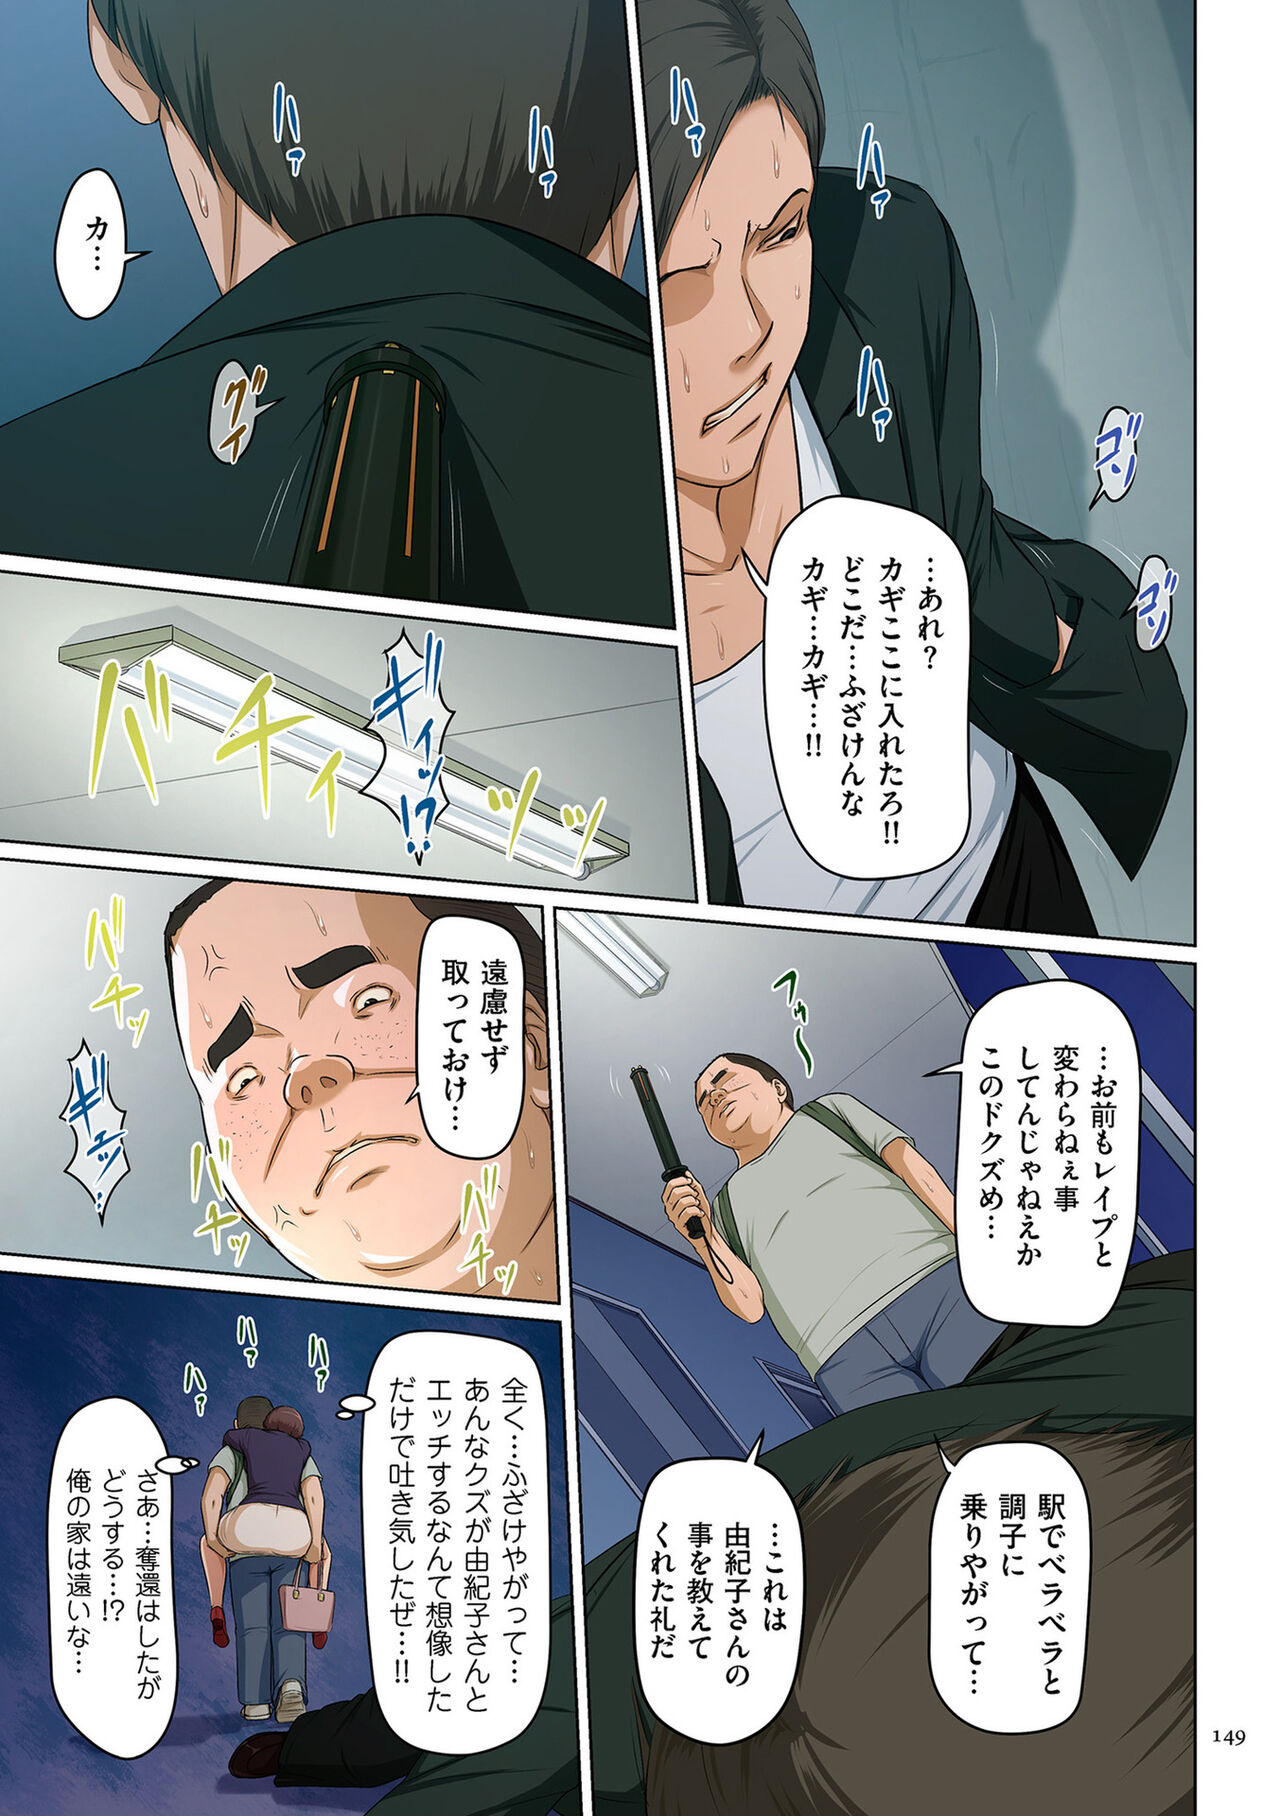 ハァ
ハァ
ハァ
ハァ
ゴソ
ゴソ
…あれ？
カギここに入れたろ!!
どこだ…ふざけんな
カギ…カギ…!!
ハァ
ハァ
カ…
グイ
バチィッ
ギィッ!?
フゥ〜
…お前もレイプと
変わらねぇ事
してんじゃねえか
このドクズめ…
駅でベラベラと
調子に
乗りやがって…
…これは
由紀子さんの
事を教えて
くれた礼だ
遠慮せず
取っておけ…
バチッ
バチッ
バチッ
ギュッ
ハァ
ハァ
ハァ
全く…ふざけやがって…
あんなクズが由紀子さんと
エッチするなんて想像した
だけで吐き気したぜ…!!
さあ…奪還はしたが
どうする…!?
俺の家は遠いな…
149